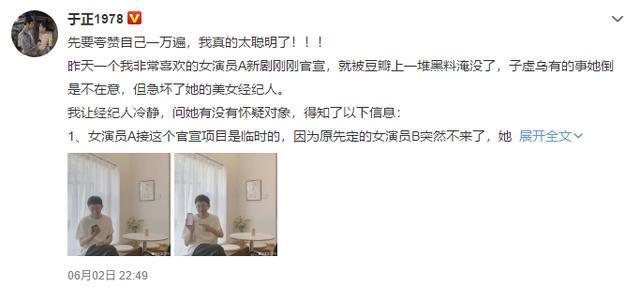 于正1978
先要夸赞自己一万遍，我真的太聪明了！！！
昨天一个我非常喜欢的女演员A新剧刚刚官宣，就被豆瓣上一堆黑料淹没了，子虚乌有的事她倒
是不在意，但急坏了她的美女经纪人。
我让经纪人冷静，问她有没有怀疑对象，得知了以下信息：
1、女演员A接这个官宣项目是临时的，因为原先定的女演员B突然不来了，她 展开全文
06月02日 22:49